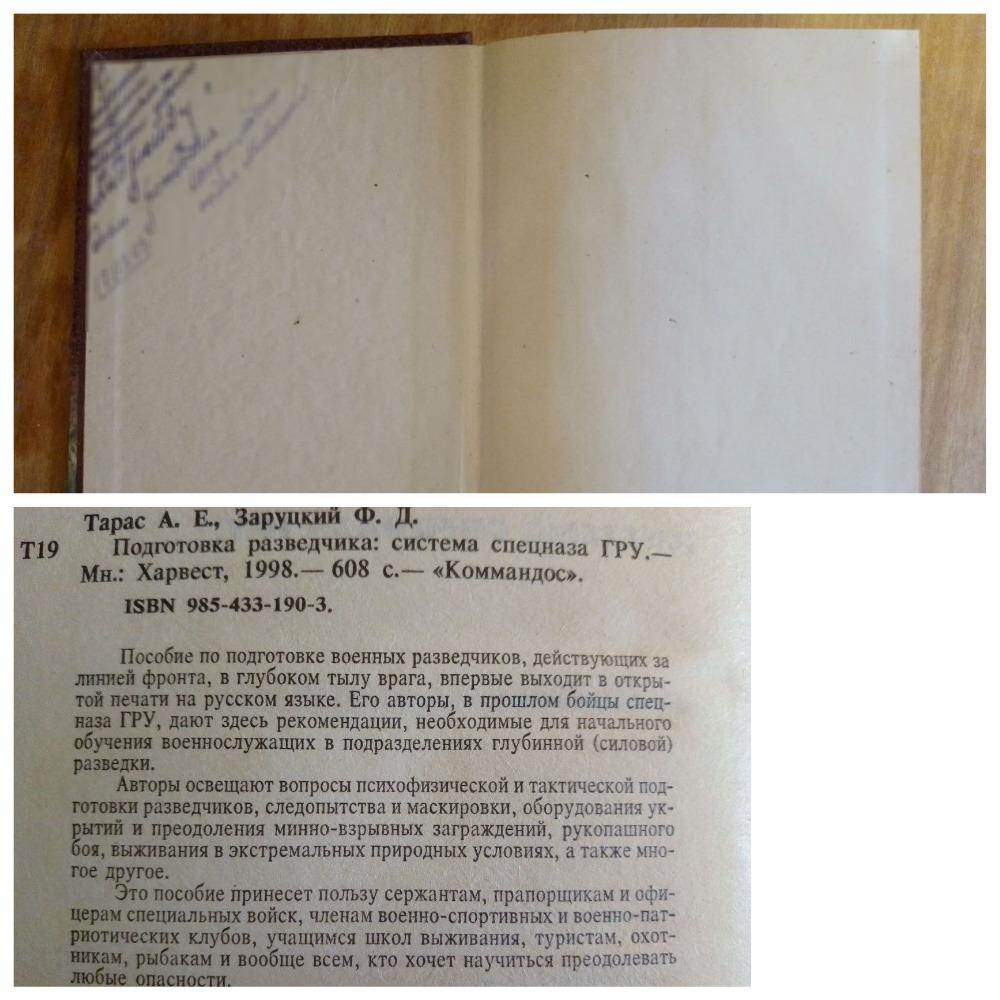 Тарас А. Е., Заруцкий Ф. Д.
Т19 Подготовка разведчика: система спецназа ГРУ.—
Мн.: Харвест, 1998.— 608 с.— «Коммандос».
ISBN 985-433-190-3.
Пособие по подготовке военных разведчиков, действующих за
линией фронта, в глубоком тылу врага, впервые выходит в откры-
той печати на русском языке. Его авторы, в прошлом бойцы спец-
наза ГРУ, дают здесь рекомендации, необходимые для начального
обучения военнослужащих в подразделениях глубинной (силовой)
разведки.
Авторы освещают вопросы психофизической и тактической под-
готовки разведчиков, следопытства и маскировки, оборудования ук-
рытий и преодоления минно-взрывных заграждений, рукопашного
боя, выживания в экстремальных природных условиях, а также мно-
гое другое.
Это пособие принесет пользу сержантам, прапорщикам и офи-
церам специальных войск, членам военно-спортивных и военно-пат-
риотических клубов, учащимся школ выживания, туристам, охот-
никам, рыбакам и вообще всем, кто хочет научиться преодолевать
любые опасности.